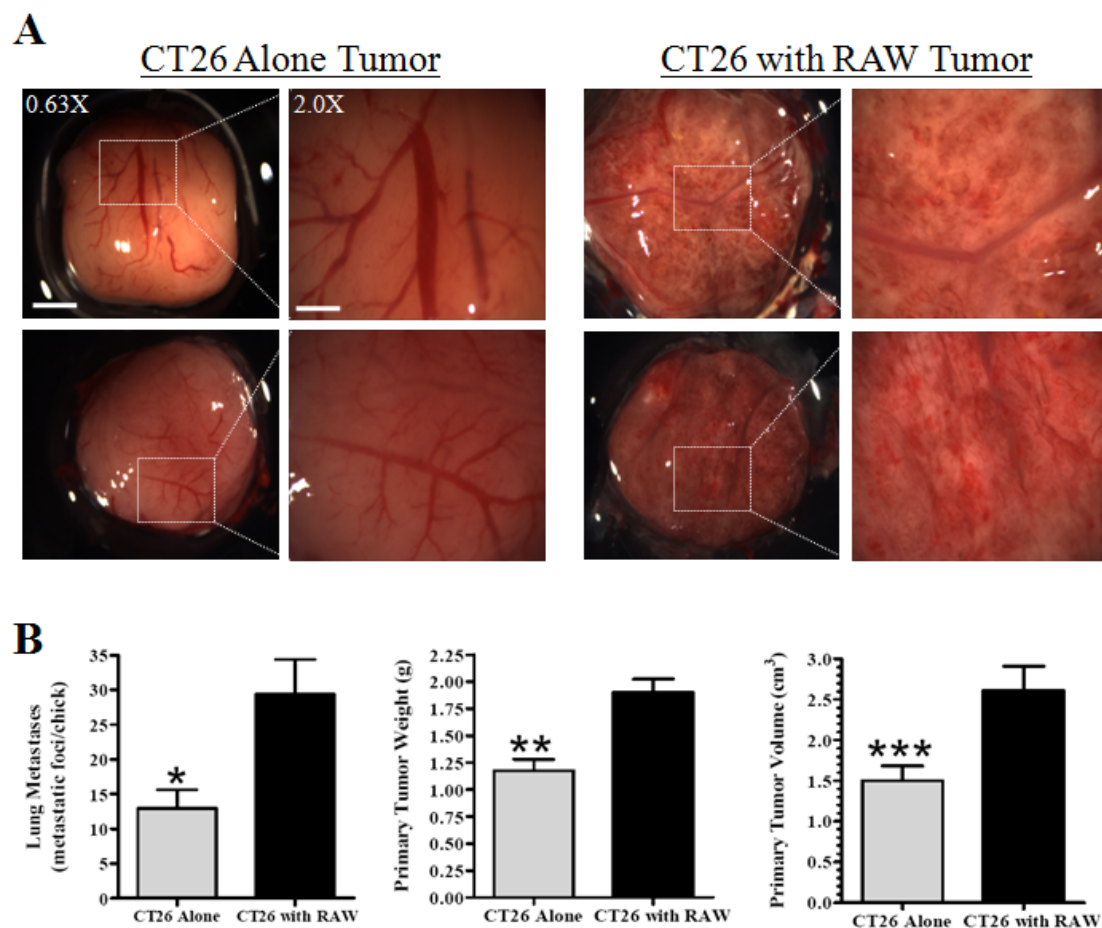 A
CT26 Alone Tumor
CT26 with RAW Tumor
0.63X
2.0X
B
Lung Metastases
(metastatic foci/chick)
35
30
25
20
15
10
5
0
*
CT26 Alone
CT26 with RAW
Primary Tumor Weight (g)
2.25
2.00
1.75
1.50
1.25
1.00
0.75
0.50
0.25
0.00
**
CT26 Alone
CT26 with RAW
Primary Tumor Volume (cm³)
3.0
2.5
2.0
1.5
1.0
0.5
0.0
***
CT26 Alone
CT26 with RAW